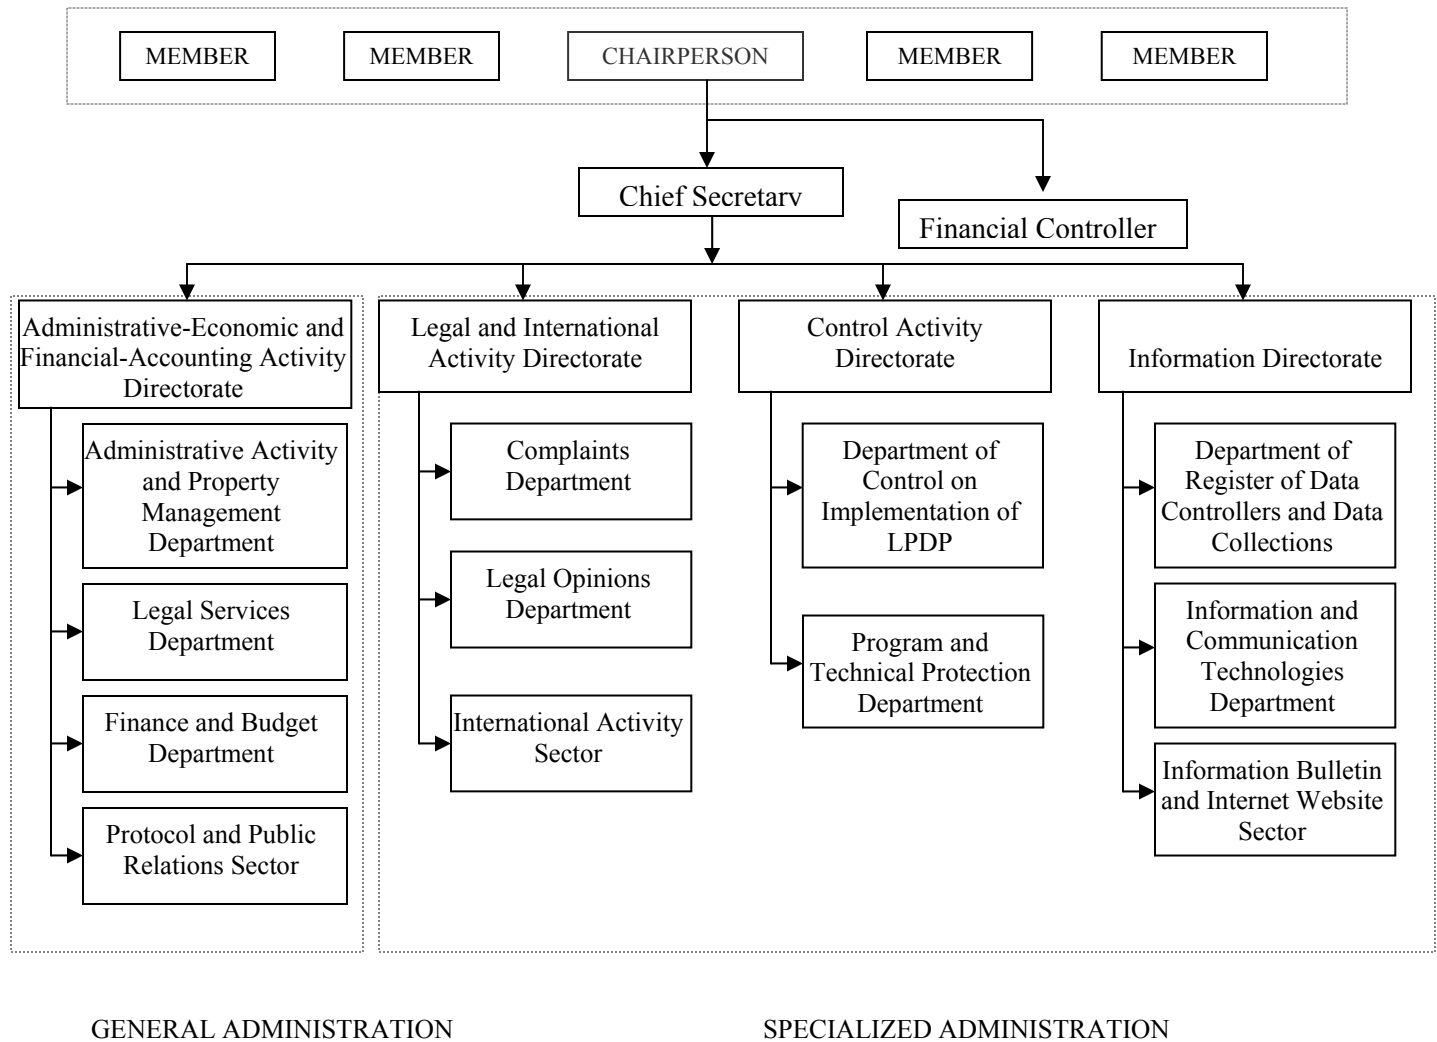 MEMBER
MEMBER
CHAIRPERSON
MEMBER
MEMBER
Chief Secretary
Financial Controller
Administrative-Economic and
Financial-Accounting Activity
Directorate
Legal and International
Activity Directorate
Control Activity
Directorate
Information Directorate
Administrative Activity
and Property
Management
Department
Legal Services
Department
Finance and Budget
Department
Protocol and Public
Relations Sector
Complaints
Department
Legal Opinions
Department
International Activity
Sector
Department of
Control on
Implementation of
LPDP
Program and
Technical Protection
Department
Department of
Register of Data
Controllers and Data
Collections
Information and
Communication
Technologies
Department
Information Bulletin
and Internet Website
Sector
GENERAL ADMINISTRATION
SPECIALIZED ADMINISTRATION